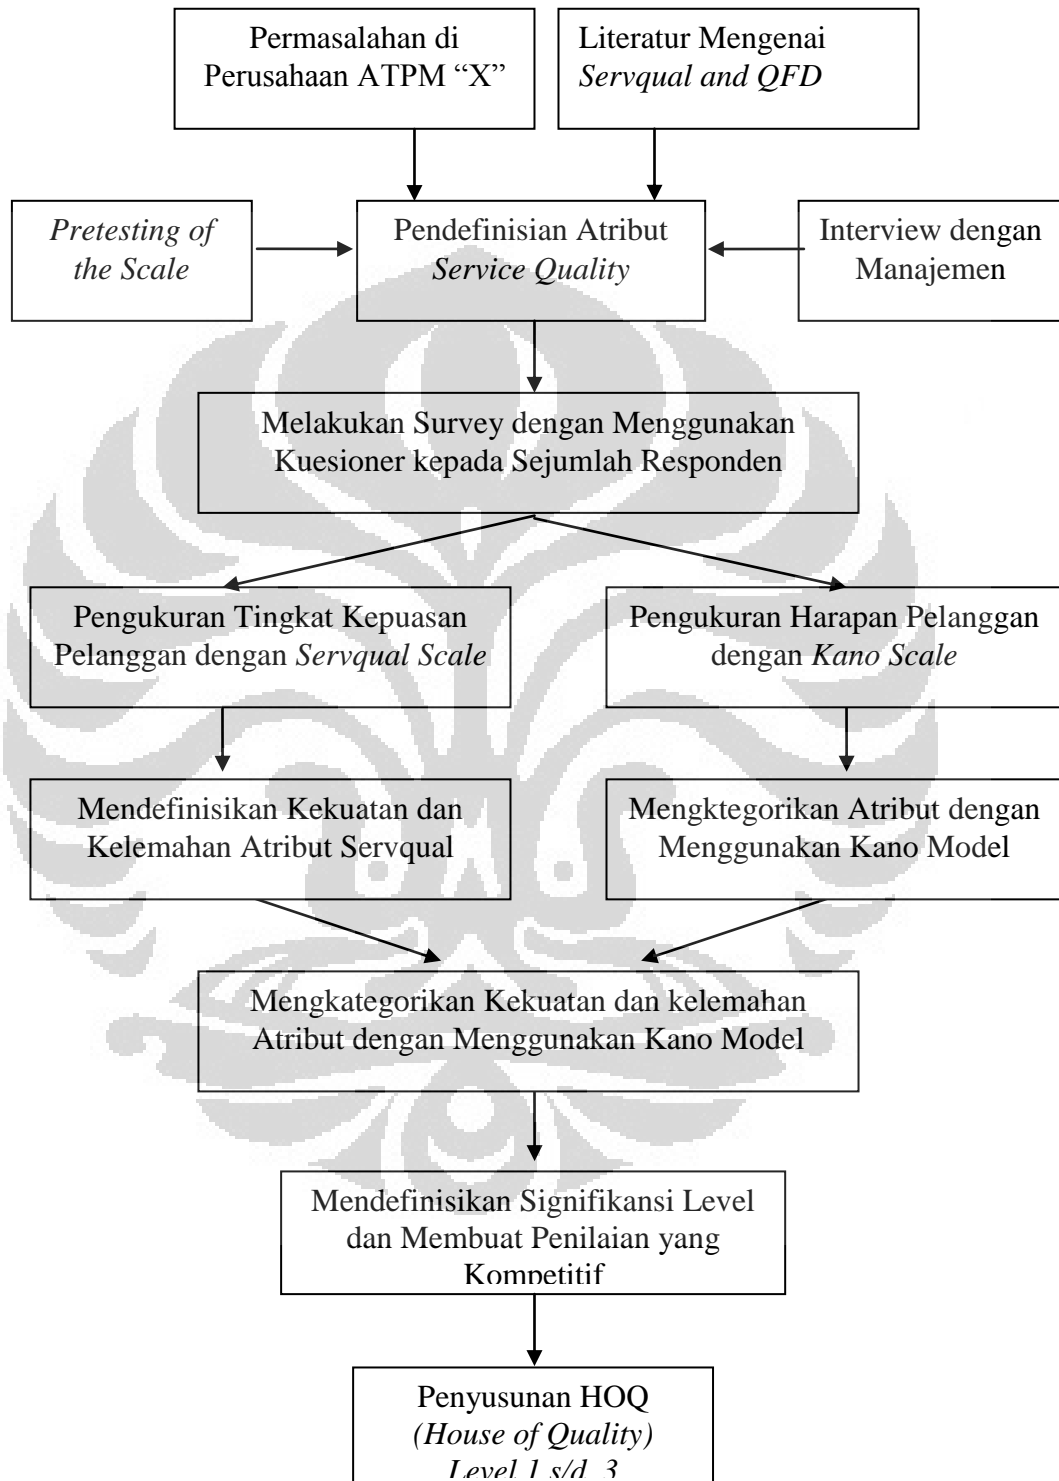 Permasalahan di
Perusahaan ATPM “X”
Literatur Mengenai
Servqual and QFD
Pretesting of
the Scale
Pendefinisian Atribut
Service Quality
Interview dengan
Manajemen
Melakukan Survey dengan Menggunakan
Kuesioner kepada Sejumlah Responden
Pengukuran Tingkat Kepuasan
Pelanggan dengan Servqual Scale
Pengukuran Harapan Pelanggan
dengan Kano Scale
Mendefinisikan Kekuatan dan
Kelemahan Atribut Servqual
Mengktegorikan Atribut dengan
Menggunakan Kano Model
Mengkategorikan Kekuatan dan kelemahan
Atribut dengan Menggunakan Kano Model
Mendefinisikan Signifikansi Level
dan Membuat Penilaian yang
Kompetitif
Penyusunan HOQ
(House of Quality)
Level 1 s/d  3